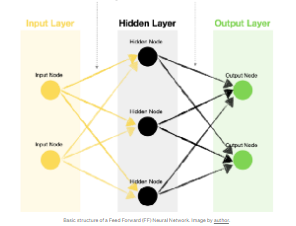 Input Layer
Hidden Layer
Output Layer
Hidden Node
Input Node
Output Node
Hidden Node
Input Node
Output Node
Hidden Node
Basic structure of a Feed Forward (FF) Neural Network. Image by author.